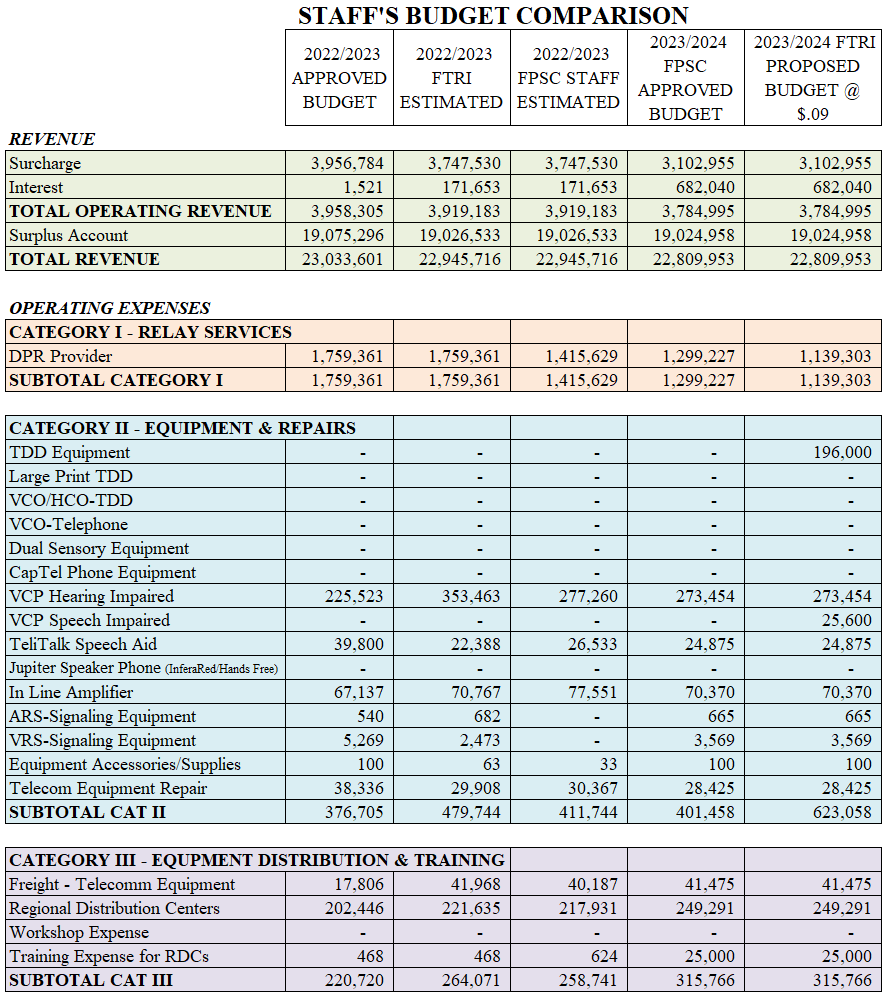 STAFF'S BUDGET COMPARISON
2022/2023 APPROVED BUDGET | 2022/2023 FTRI ESTIMATED | 2022/2023 FPSC STAFF ESTIMATED | 2023/2024 FPSC APPROVED BUDGET | 2023/2024 FTRI PROPOSED BUDGET @ $.09
REVENUE
Surcharge 3,956,784 3,747,530 3,747,530 3,102,955 3,102,955
Interest 1,521 171,653 171,653 682,040 682,040
TOTAL OPERATING REVENUE 3,958,305 3,919,183 3,919,183 3,784,995 3,784,995
Surplus Account 19,075,296 19,026,533 19,026,533 19,024,958 19,024,958
TOTAL REVENUE 23,033,601 22,945,716 22,945,716 22,809,953 22,809,953
OPERATING EXPENSES
CATEGORY I - RELAY SERVICES
DPR Provider 1,759,361 1,759,361 1,415,629 1,299,227 1,139,303
SUBTOTAL CATEGORY I 1,759,361 1,759,361 1,415,629 1,299,227 1,139,303
CATEGORY II - EQUIPMENT & REPAIRS
TDD Equipment - - - - 196,000
Large Print TDD - - - - -
VCO/HCO-TDD - - - - -
VCO-Telephone - - - - -
Dual Sensory Equipment - - - - -
CapTel Phone Equipment - - - - -
VCP Hearing Impaired 225,523 353,463 277,260 273,454 273,454
VCP Speech Impaired - - - - 25,600
TeliTalk Speech Aid 39,800 22,388 26,533 24,875 24,875
Jupiter Speaker Phone (InferaRed/Hands Free) - - - - -
In Line Amplifier 67,137 70,767 77,551 70,370 70,370
ARS-Signaling Equipment 540 682 - 665 665
VRS-Signaling Equipment 5,269 2,473 - 3,569 3,569
Equipment Accessories/Supplies 100 63 33 100 100
Telecom Equipment Repair 38,336 29,908 30,367 28,425 28,425
SUBTOTAL CAT II 376,705 479,744 411,744 401,458 623,058
CATEGORY III - EQUPMENT DISTRIBUTION & TRAINING
Freight - Telecomm Equipment 17,806 41,968 40,187 41,475 41,475
Regional Distribution Centers 202,446 221,635 217,931 249,291 249,291
Workshop Expense - - - - -
Training Expense for RDCs 468 468 624 25,000 25,000
SUBTOTAL CAT III 220,720 264,071 258,741 315,766 315,766